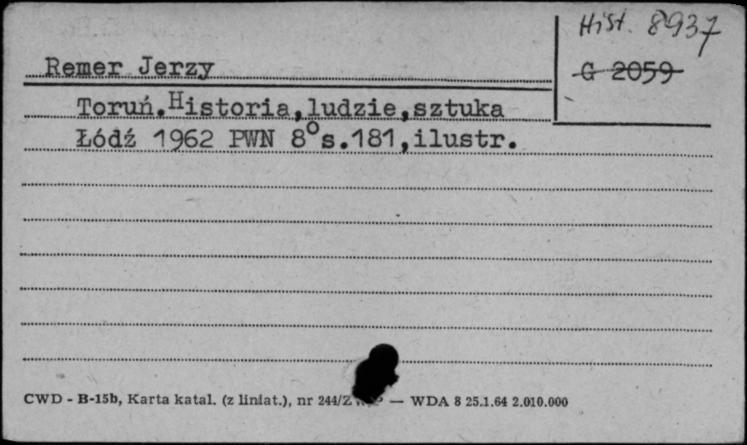 Hist. 8937
Remer Jerzy
G 2059
Toruń.Historia,ludzie,sztuka
Łódź 1962 PWN 8° s.181,ilustr.
CWD - B-15b, Karta katal. (z liniat.), nr 244/Z — WDA 8 25.1.64 2.010.000